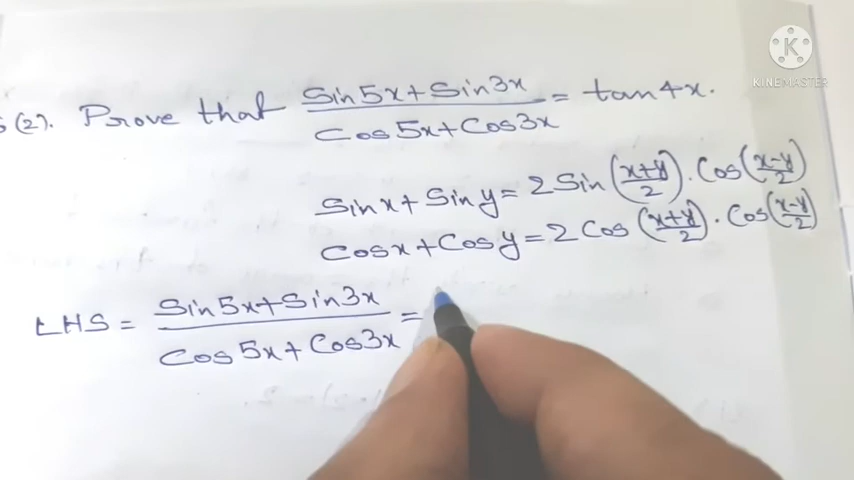 (2). Prove that (Sin5x+Sin3x)/(Cos5x+Cos3x) = tan4x.
Sinx+Siny=2Sin((x+y)/2).Cos((x-y)/2)
Cosx+Cosy=2Cos((x+y)/2).Cos((x-y)/2)
LHS = (Sin5x+Sin3x)/(Cos5x+Cos3x) =
K
KINEMASTER